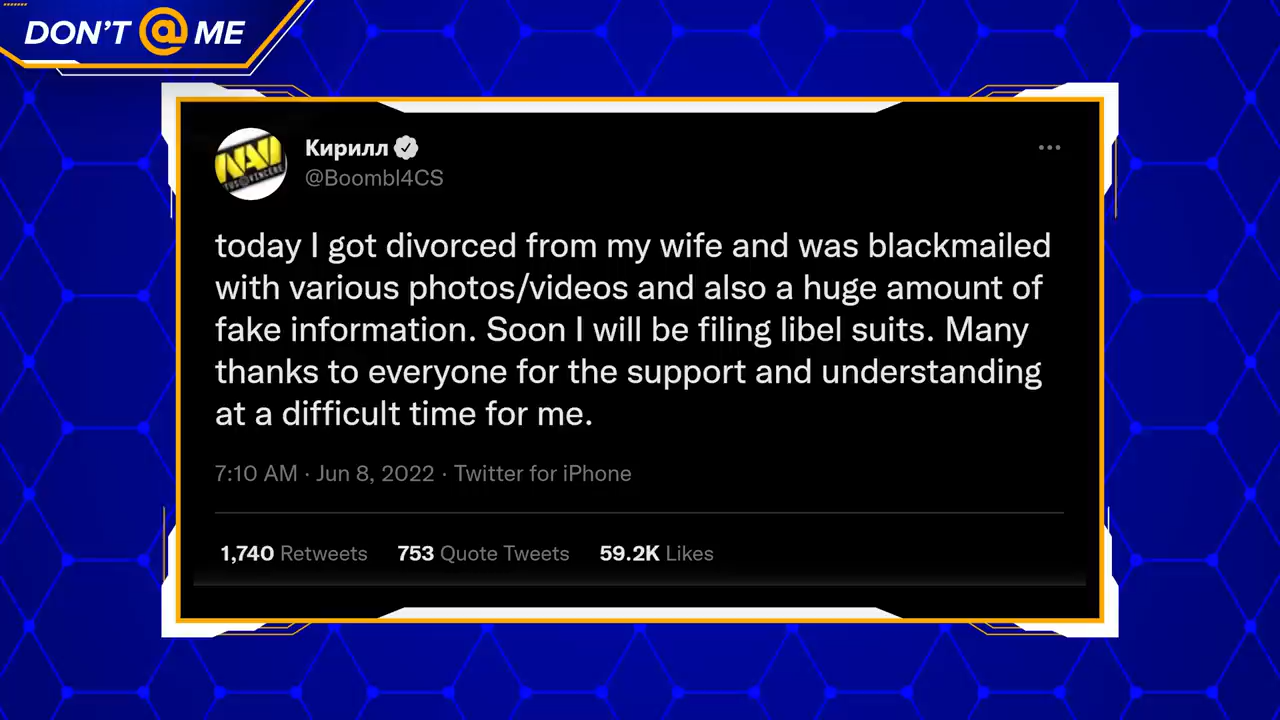 DON'T @ ME
Кирилл
@Boombl4CS
NAVI
NATUS VINCERE
today I got divorced from my wife and was blackmailed
with various photos/videos and also a huge amount of
fake information. Soon I will be filing libel suits. Many
thanks to everyone for the support and understanding
at a difficult time for me.
7:10 AM · Jun 8, 2022 · Twitter for iPhone
1,740 Retweets 753 Quote Tweets 59.2K Likes